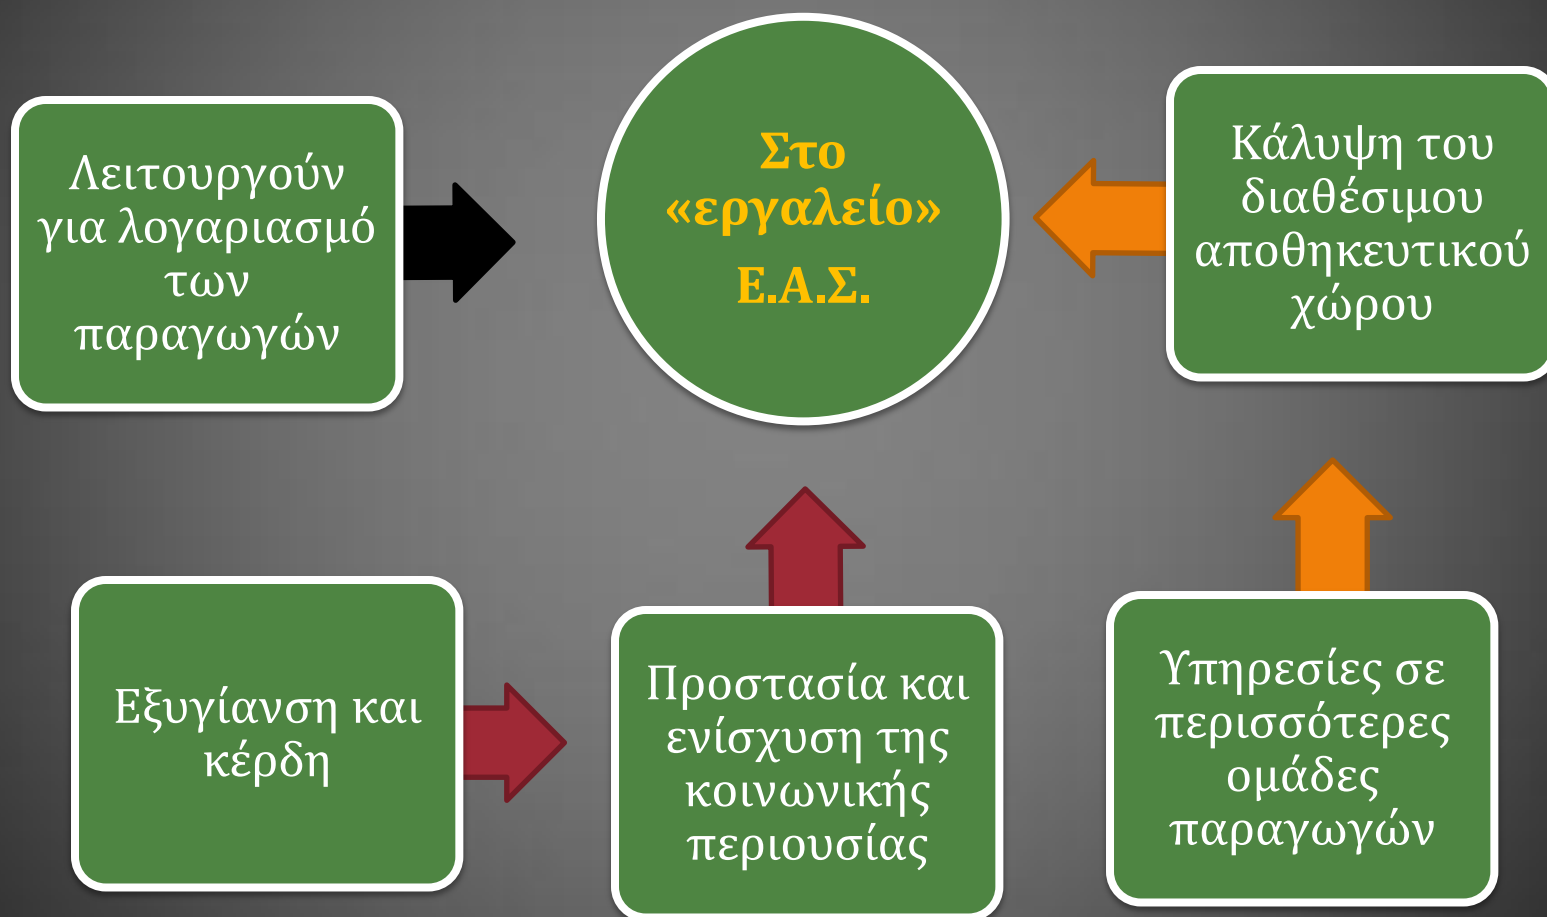 Λειτουργούν
για λογαριασμό
των
παραγωγών
Στο
«εργαλείο»
Ε.Α.Σ.
Κάλυψη του
διαθέσιμου
αποθηκευτικού
χώρου
Εξυγίανση και
κέρδη
Προστασία και
ενίσχυση της
κοινωνικής
περιουσίας
Υπηρεσίες σε
περισσότερες
ομάδες
παραγωγών